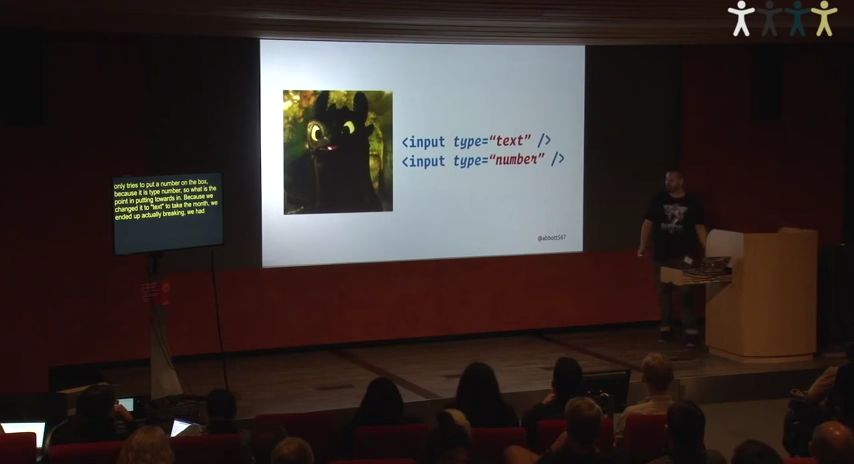 <input type="text" />
<input type="number" />
@abbott567
only tries to put a number on the box,
because it is type number, so what is the
point in putting towards in. Because we
changed it to "text" to take the month, we
ended up actually breaking, we had